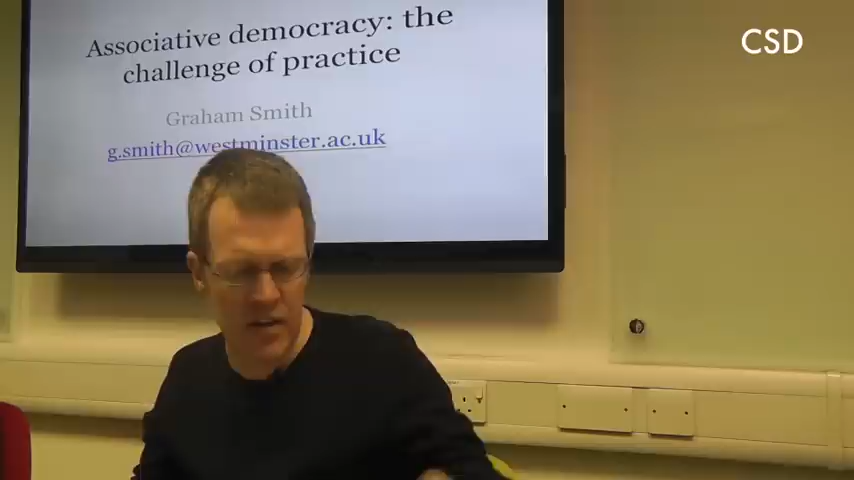 CSD
Associative democracy: the
challenge of practice
Graham Smith
g.smith@westminster.ac.uk